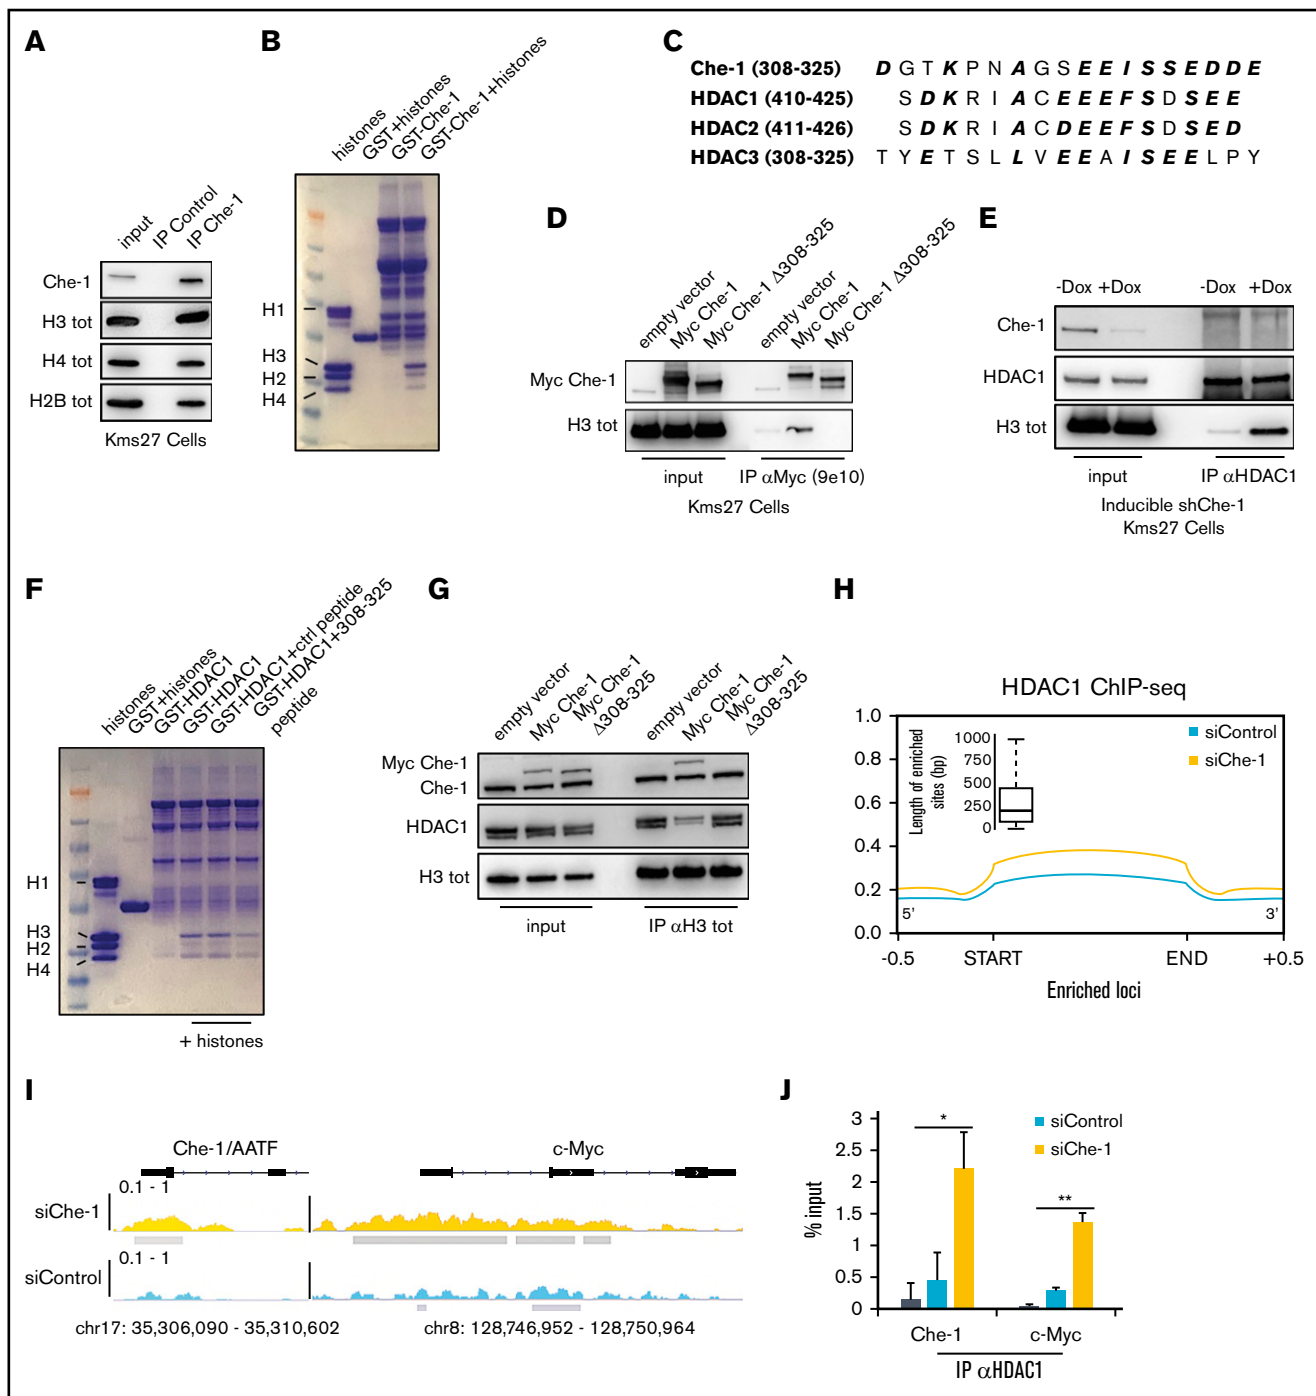 A
input
IP Control
IP Che-1
Che-1
H3 tot
H4 tot
H2B tot
Kms27 Cells
B
histones
GST+histones
GST-Che-1
GST-Che-1+histones
H1
H3
H2
H4
C
Che-1 (308-325) D G T K P N A G S E E I S S E D D E
HDAC1 (410-425) S D K R I A C E E E F S D S E E
HDAC2 (411-426) S D K R I A C D E E F S D S E D
HDAC3 (308-325) T Y E T S L L V E E A I S E E L P Y
D
empty vector
Myc Che-1
Myc Che-1 Δ308-325
empty vector
Myc Che-1
Myc Che-1 Δ308-325
Myc Che-1
H3 tot
input
IP αMyc (9e10)
Kms27 Cells
E
-Dox +Dox
-Dox +Dox
Che-1
HDAC1
H3 tot
input
IP αHDAC1
Inducible shChe-1
Kms27 Cells
F
histones
GST+histones
GST-HDAC1
GST-HDAC1
GST-HDAC1+ctrl peptide
GST-HDAC1+308-325
peptide
H1
H3
H2
H4
+ histones
G
empty vector
Myc Che-1
Myc Che-1
Δ308-325
empty vector
Myc Che-1
Myc Che-1
Δ308-325
Myc Che-1
Che-1
HDAC1
H3 tot
input
IP αH3 tot
H
HDAC1 ChIP-seq
1.0
0.8
0.6
0.4
0.2
0.0
Length of enriched
sites (bp)
1000
750
500
250
0
siControl
siChe-1
5'
3'
-0.5
START
END
+0.5
Enriched loci
I
Che-1/AATF
c-Myc
0.1 - 1
siChe-1
0.1 - 1
siControl
chr17: 35,306,090 - 35,310,602
chr8: 128,746,952 - 128,750,964
J
3
2.5
2
1.5
1
0.5
0
% input
*
**
siControl
siChe-1
Che-1
c-Myc
IP αHDAC1